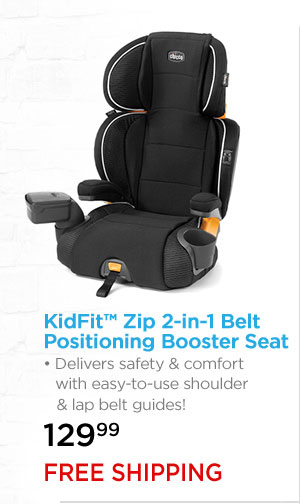 chicco
KidFit™ Zip 2-in-1 Belt
Positioning Booster Seat
• Delivers safety & comfort
with easy-to-use shoulder
& lap belt guides!
129⁹⁹
FREE SHIPPING